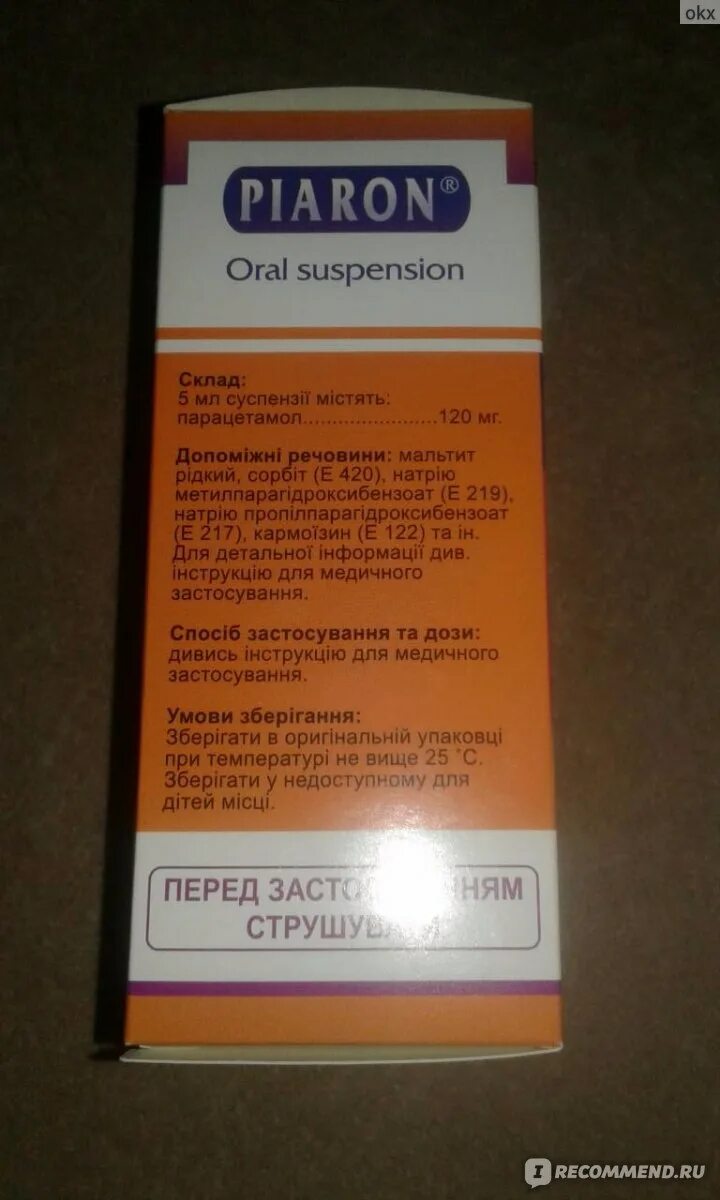 okx
PIARON®
Oral suspension
Склад:
5 мл суспензії містять:
парацетамол.......................120 мг.
Допоміжні речовини: мальтит
рідкий, сорбіт (Е 420), натрію
метилпарагідроксибензоат (Е 219),
натрію пропілпарагідроксибензоат
(Е 217), кармоїзин (Е 122) та ін.
Для детальної інформації див.
інструкцію для медичного
застосування.
Спосіб застосування та дози:
дивись інструкцію для медичного
застосування.
Умови зберігання:
Зберігати в оригінальній упаковці
при температурі не вище 25 °С.
Зберігати у недоступному для
дітей місці.
ПЕРЕД
IRECOMMEND.RU